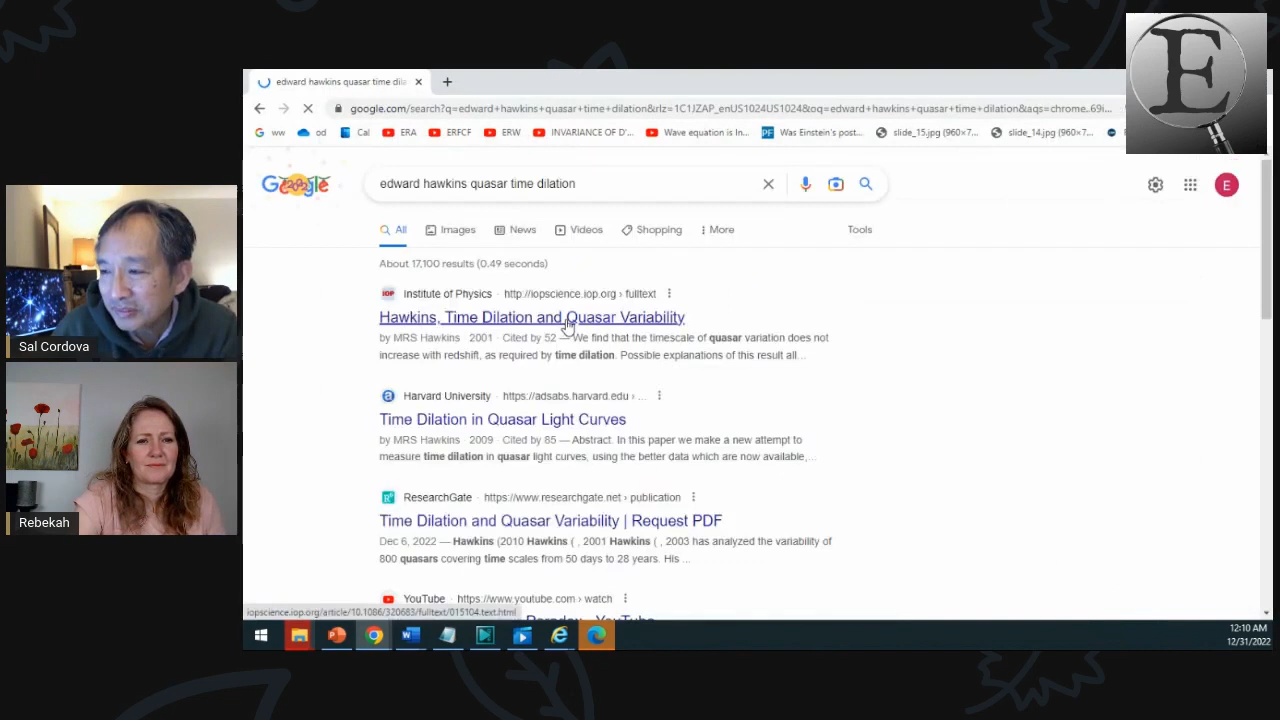 E
edward hawkins quasar time dila
google.com/search?q=edward+hawkins+quasar+time+dilation&rlz=1C1JZAP_enUS1024US1024&oq=edward+hawkins+quasar+time+dilation&aqs=chrome..69i...
ww od Cal ERA ERFCF ERW INVARIANCE OF D'... Wave equation is In... Was Einstein's post... slide_15.jpg (960×7... slide_14.jpg (960×7...
edward hawkins quasar time dilation
E
All Images News Videos Shopping More Tools
About 17,100 results (0.49 seconds)
Institute of Physics · http://iopscience.iop.org › fulltext
Hawkins, Time Dilation and Quasar Variability
by MRS Hawkins · 2001 · Cited by 52 — We find that the timescale of quasar variation does not
increase with redshift, as required by time dilation. Possible explanations of this result all...
Harvard University · https://adsabs.harvard.edu › ...
Time Dilation in Quasar Light Curves
by MRS Hawkins · 2009 · Cited by 85 — Abstract. In this paper we make a new attempt to
measure time dilation in quasar light curves, using the better data which are now available,...
ResearchGate · https://www.researchgate.net › publication
Time Dilation and Quasar Variability | Request PDF
Dec 6, 2022 — Hawkins (2010 Hawkins ( , 2001 Hawkins ( , 2003 has analyzed the variability of
800 quasars covering time scales from 50 days to 28 years. His ...
YouTube · https://www.youtube.com › watch
iopscience.iop.org/article/10.1086/320683/fulltext/015104.text.html
YouTube
12:10 AM
12/31/2022
Sal Cordova
Rebekah